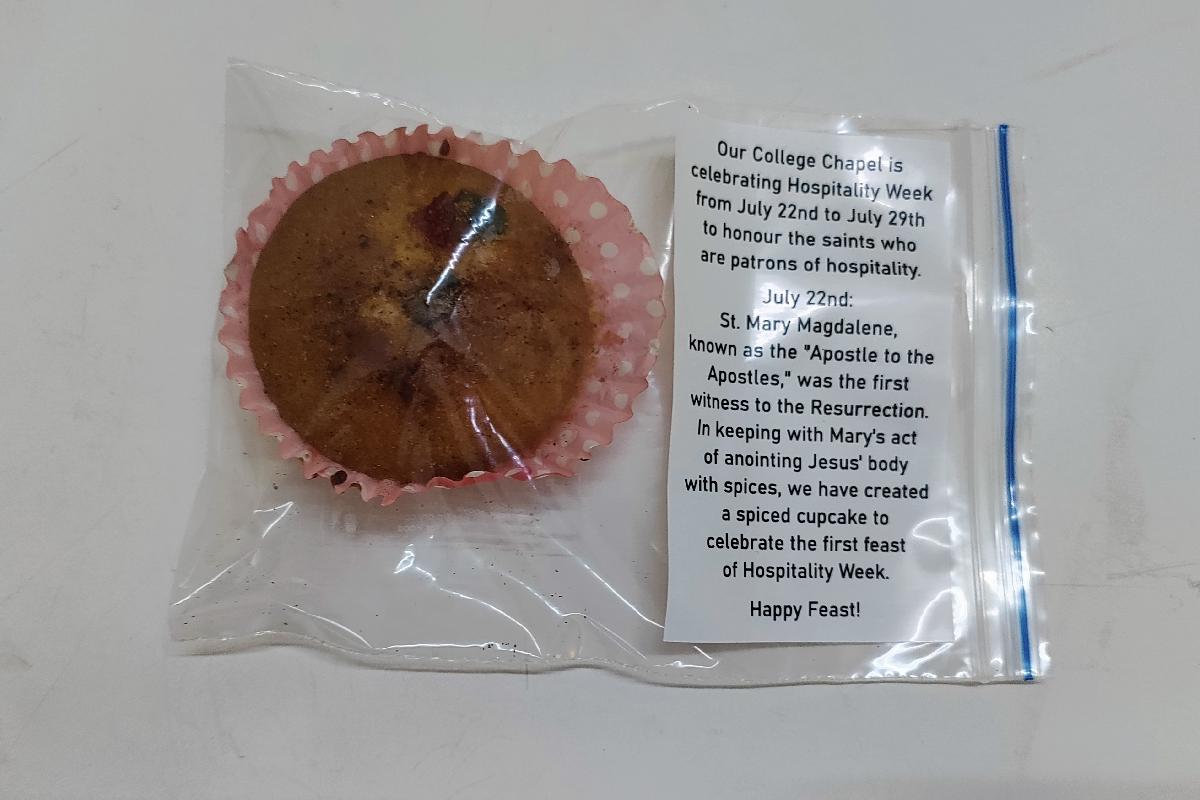 Our College Chapel is
celebrating Hospitality Week
from July 22nd to July 29th
to honour the saints who
are patrons of hospitality.
July 22nd:
St. Mary Magdalene,
known as the "Apostle to the
Apostles," was the first
witness to the Resurrection.
In keeping with Mary's act
of anointing Jesus' body
with spices, we have created
a spiced cupcake to
celebrate the first feast
of Hospitality Week.
Happy Feast!